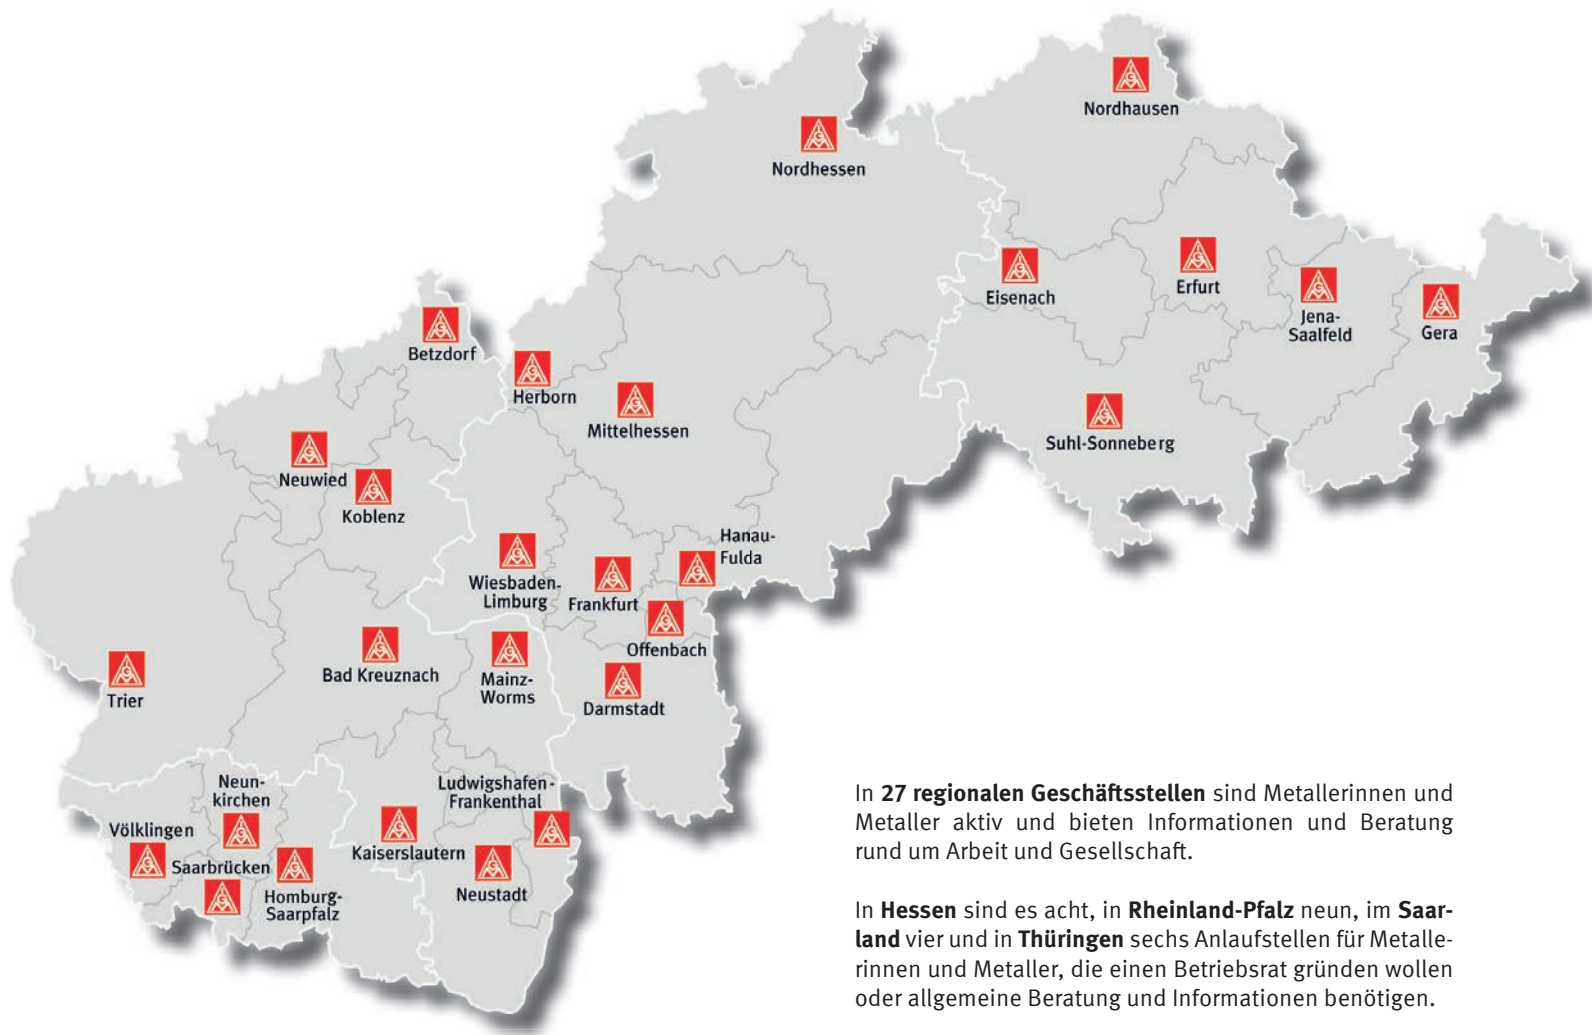 Nordhausen
Nordhessen
Eisenach
Erfurt
Jena-
Saalfeld
Gera
Betzdorf
Herborn
Mittelhessen
Suhl-Sonneberg
Neuwied
Koblenz
Hanau-
Fulda
Wiesbaden-
Limburg
Frankfurt
Offenbach
Bad Kreuznach
Mainz-
Worms
Trier
Darmstadt
Neun-
kirchen
Ludwigshafen-
Frankenthal
Völklingen
Saarbrücken
Kaiserslautern
Homburg-
Saarpfalz
Neustadt
In 27 regionalen Geschäftsstellen sind Metallerinnen und
Metaller aktiv und bieten Informationen und Beratung
rund um Arbeit und Gesellschaft.
In Hessen sind es acht, in Rheinland-Pfalz neun, im Saar-
land vier und in Thüringen sechs Anlaufstellen für Metalle-
rinnen und Metaller, die einen Betriebsrat gründen wollen
oder allgemeine Beratung und Informationen benötigen.